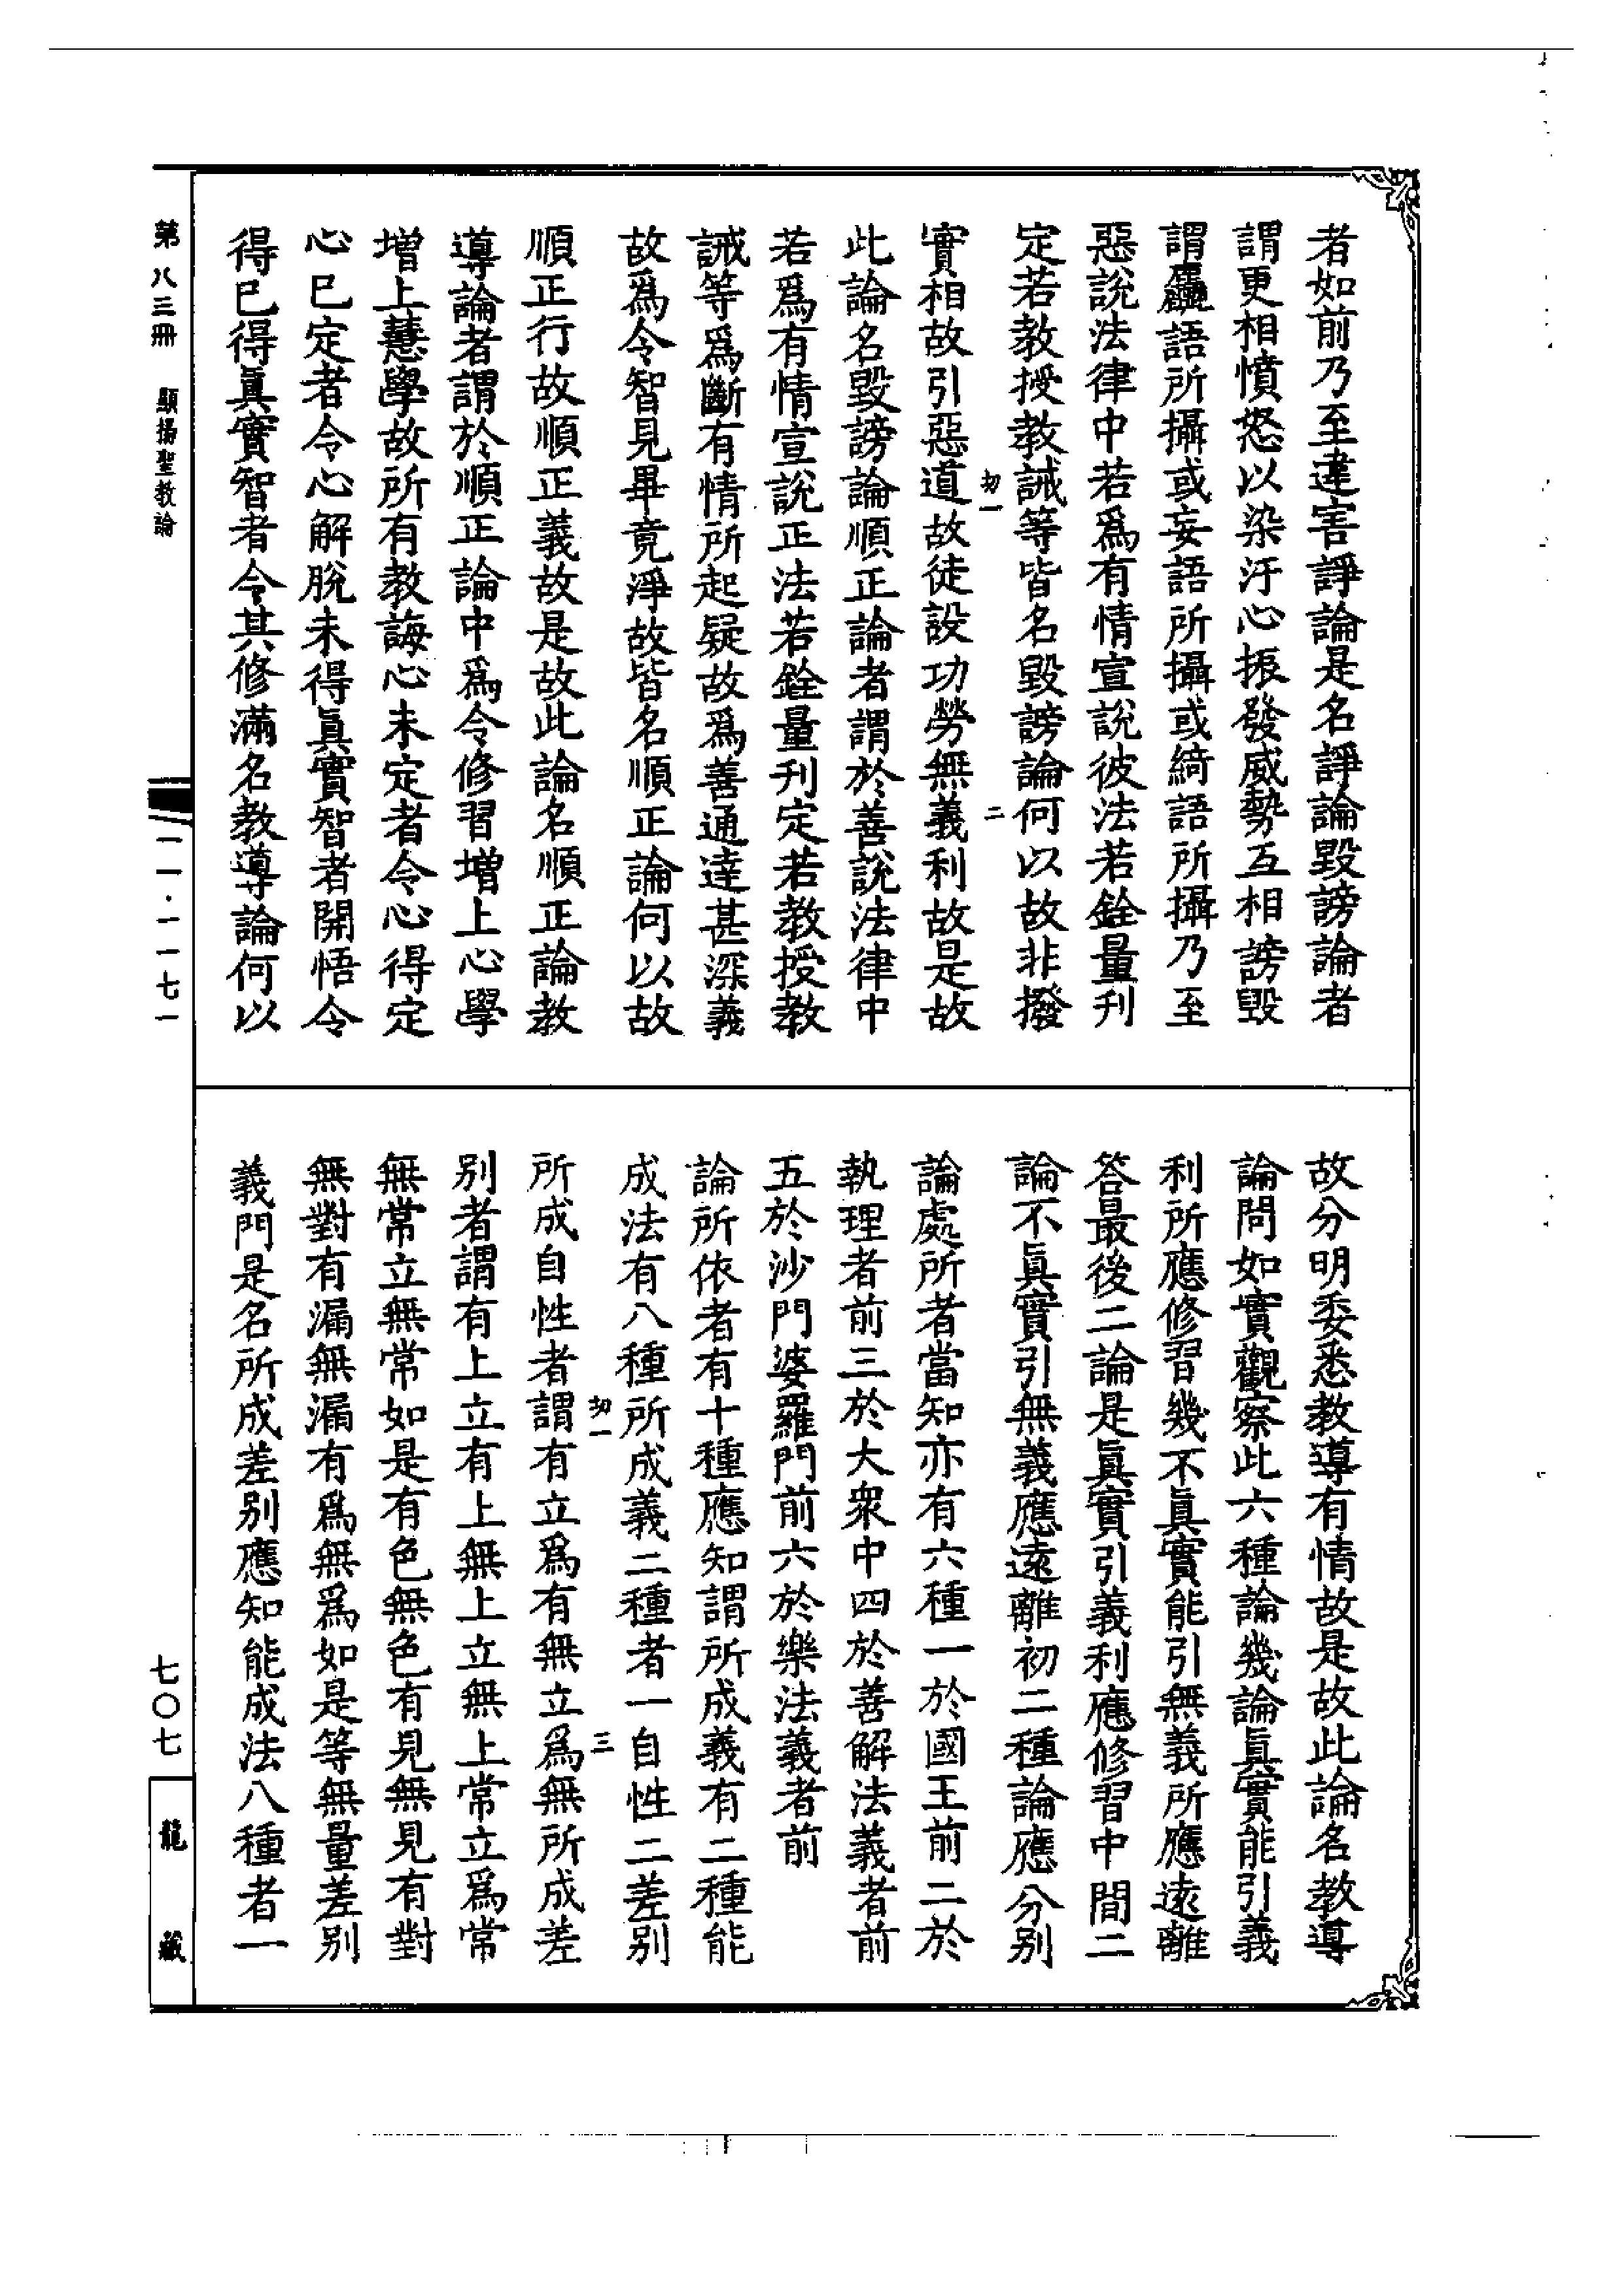 者如前乃至違害諍論是名諍論毀謗論者
謂更相憤怒以染汙心振發威勢互相謗毀
謂麤語所攝或妄語所攝或綺語所攝乃至
惡說法律中若爲有情宣說彼法若銓量刋
定若教授教誡等皆名毀謗論何以故非撥
實相故引惡道故徒設功勞無義利故是故
此論名毀謗論順正論者謂於善說法律中
若爲有情宣說正法若銓量刋定若教授教
誡等爲斷有情所起疑故爲善通達甚深義
故爲令智見畢竟淨故皆名順正論何以故
順正行故順正義故是故此論名順正論教
導論者謂於順正論中爲令修習增上心學
增上慧學故所有教誨心未定者令心得定
心巳定者令心解脫未得眞實智者開悟令
得巳得眞實智者令其修滿名教導論何以
故分明委悉教導有情故是故此論名教導
論問如實觀察此六種論幾論眞實能引義
利所應修習幾不眞實能引無義所應遠離
答最後二論是眞實引義利應修習中間二
論不眞實引無義應遠離初二種論應分别
論處所者當知亦有六種一於國王前二於
執理者前三於大衆中四於善解法義者前
五於沙門婆羅門前六於樂法義者前
論所依者有十種應知謂所成義有二種能
成法有八種所成義二種者一自性二差别
所成自性者謂有立爲有無立爲無所成差
别者謂有上立有上無上立無上常立爲常
無常立無常如是有色無色有見無見有對
無對有漏無漏有爲無爲如是等無量差别
義門是名所成差别應知能成法八種者一
第八三冊 顯揚聖教論
一一·一一七一
七〇七
龍藏